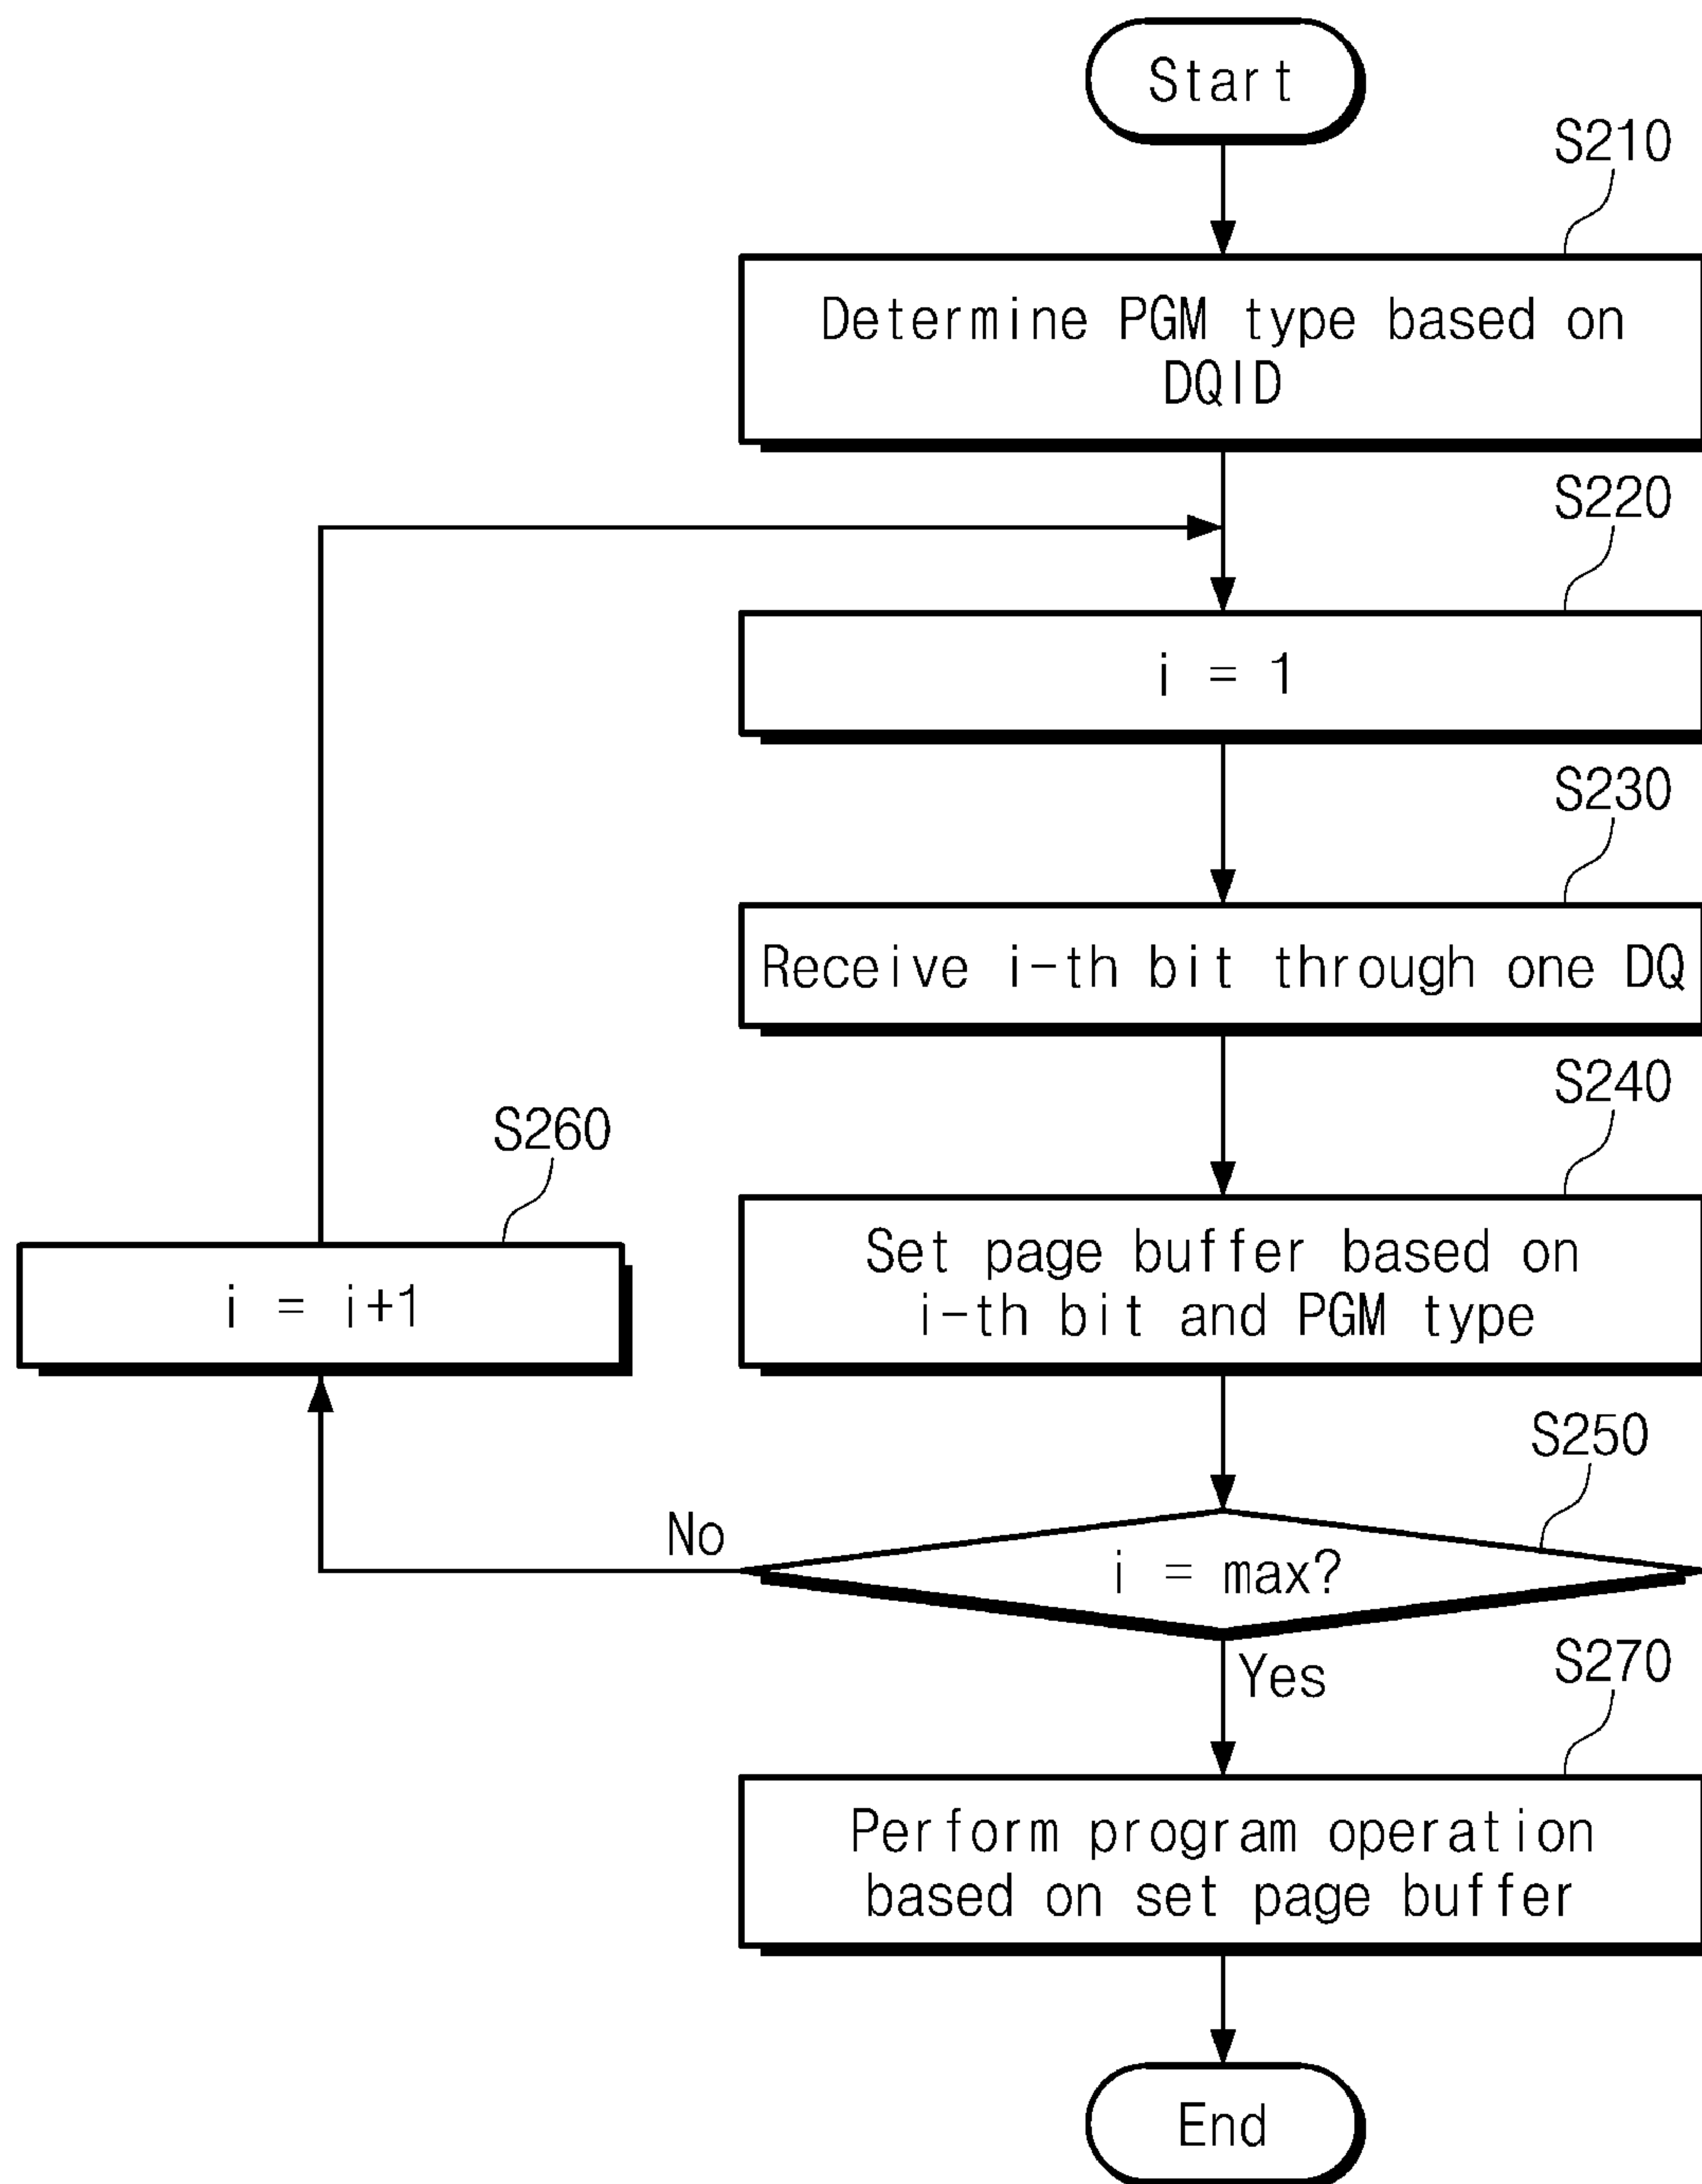 Start
S210
Determine PGM type based on
DQID
S220
i = 1
S230
Receive i-th bit through one DQ
S240
Set page buffer based on
i-th bit and PGM type
S260
i = i+1
S250
i = max?
No
Yes
S270
Perform program operation
based on set page buffer
End